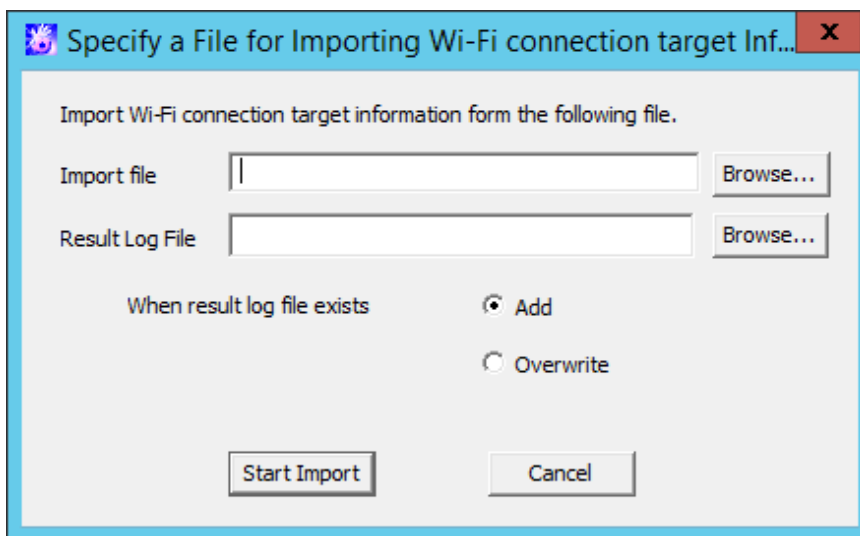 Specify a File for Importing Wi-Fi connection target Inf...
X
Import Wi-Fi connection target information form the following file.
Import file
Browse...
Result Log File
Browse...
When result log file exists
Add
Overwrite
Start Import
Cancel